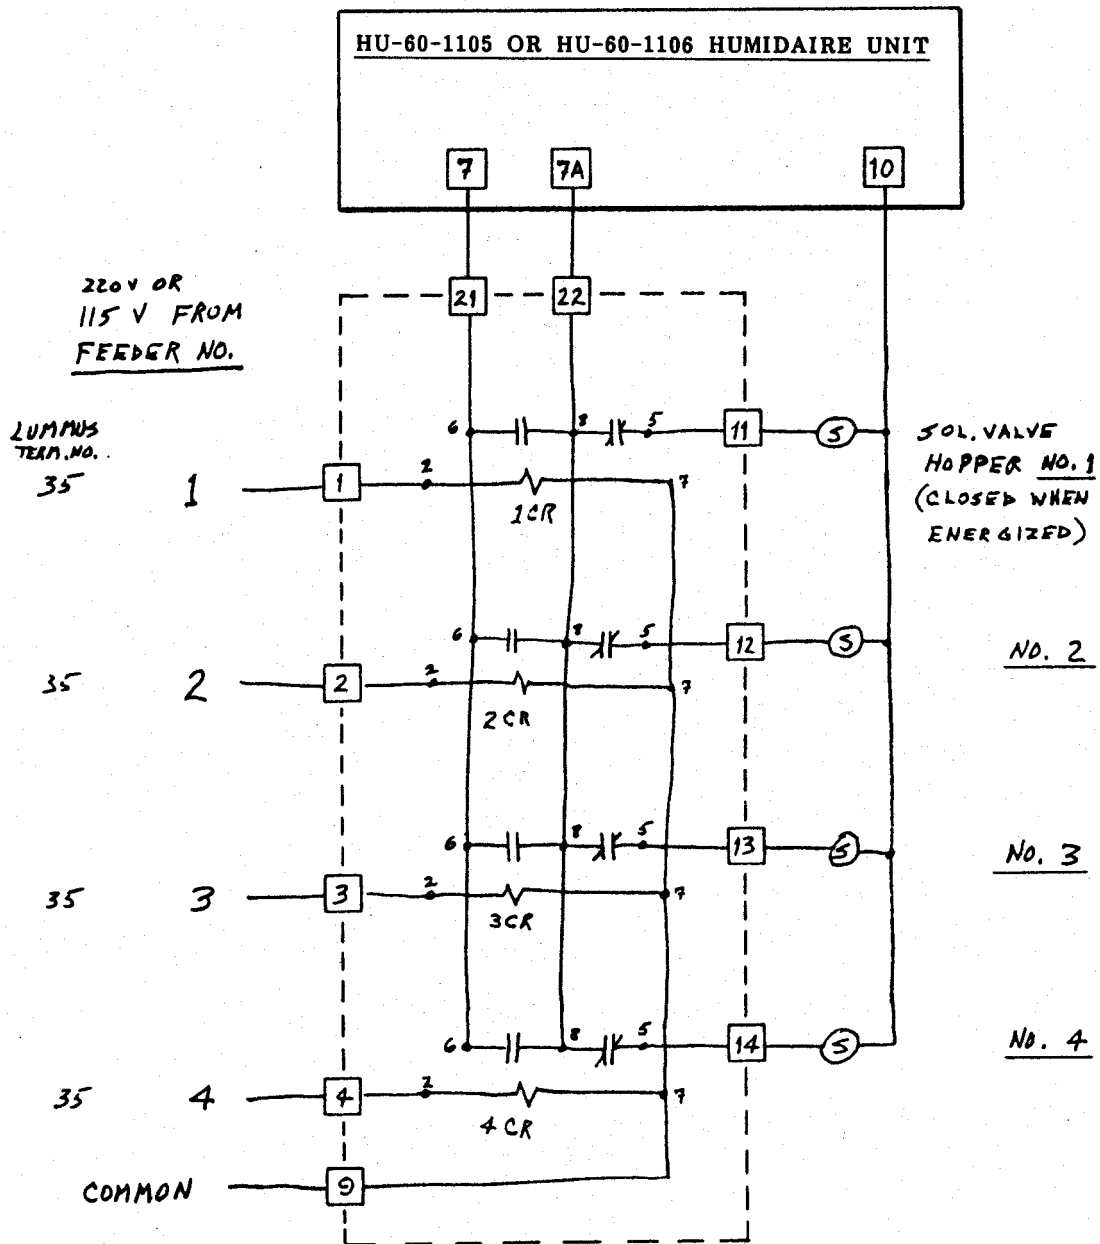 HU-60-1105 OR HU-60-1106 HUMIDAIRE UNIT
7 7A 10
220 V OR
115 V FROM
FEEDER NO.
21 22
LUMMUS
TERM. NO.
6 8 5 11 S
SOL. VALVE
HOPPER NO. 1
(CLOSED WHEN
ENERGIZED)
35 1 1 2 7
1CR
6 8 5 12 S NO. 2
35 2 2 2 7
2CR
6 8 5 13 S NO. 3
35 3 3 2 7
3CR
6 8 5 14 S NO. 4
35 4 4 2 7
4CR
COMMON 9